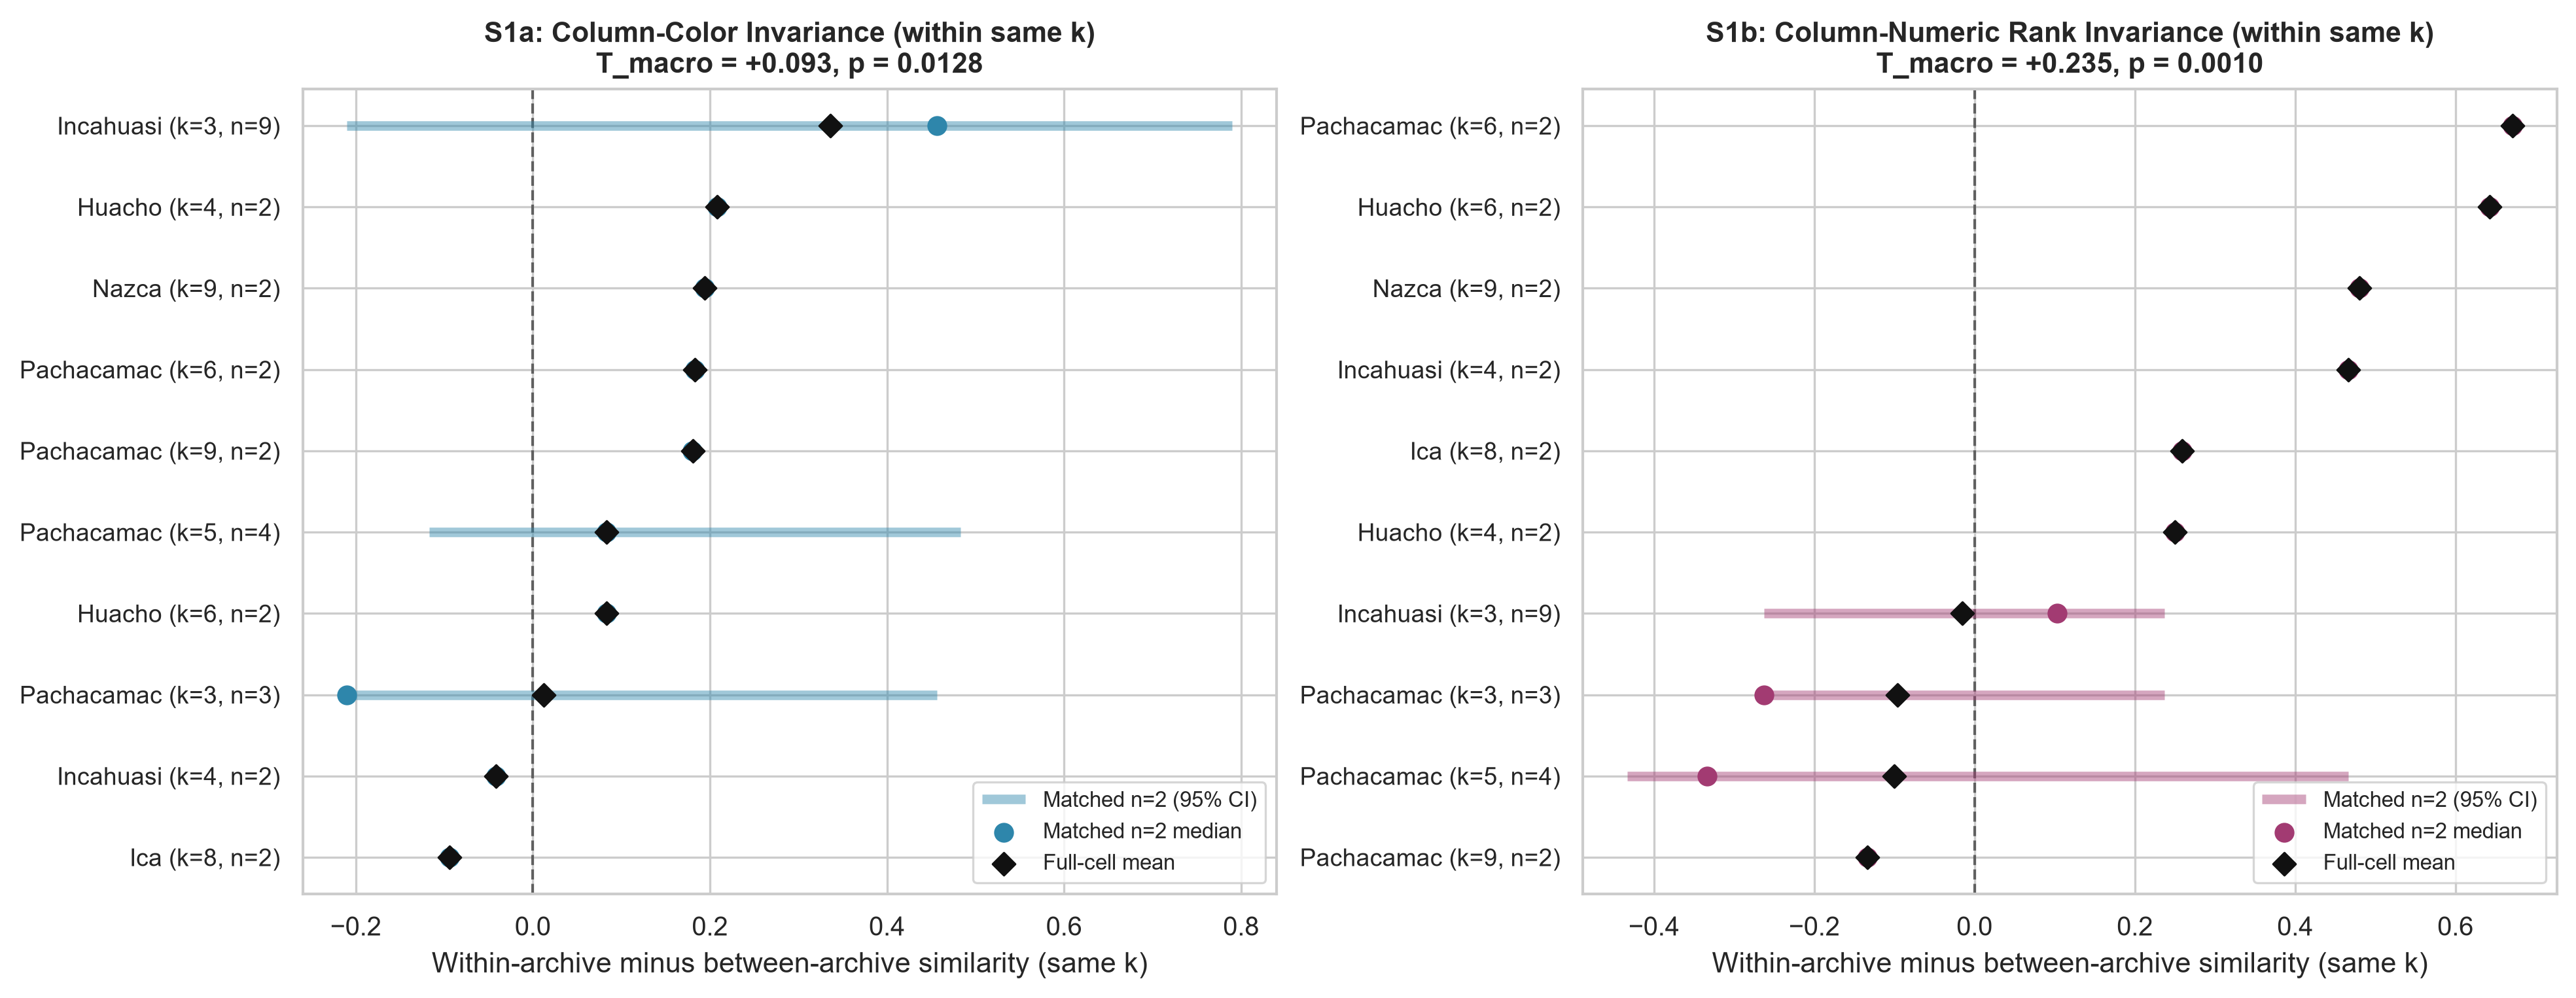 S1a: Column-Color Invariance (within same k)
T_macro = +0.093, p = 0.0128
Incahuasi (k=3, n=9)
Huacho (k=4, n=2)
Nazca (k=9, n=2)
Pachacamac (k=6, n=2)
Pachacamac (k=9, n=2)
Pachacamac (k=5, n=4)
Huacho (k=6, n=2)
Pachacamac (k=3, n=3)
Incahuasi (k=4, n=2)
Ica (k=8, n=2)
Matched n=2 (95% CI)
Matched n=2 median
Full-cell mean
−0.2 0.0 0.2 0.4 0.6 0.8
Within-archive minus between-archive similarity (same k)
S1b: Column-Numeric Rank Invariance (within same k)
T_macro = +0.235, p = 0.0010
Pachacamac (k=6, n=2)
Huacho (k=6, n=2)
Nazca (k=9, n=2)
Incahuasi (k=4, n=2)
Ica (k=8, n=2)
Huacho (k=4, n=2)
Incahuasi (k=3, n=9)
Pachacamac (k=3, n=3)
Pachacamac (k=5, n=4)
Pachacamac (k=9, n=2)
Matched n=2 (95% CI)
Matched n=2 median
Full-cell mean
−0.4 −0.2 0.0 0.2 0.4 0.6
Within-archive minus between-archive similarity (same k)